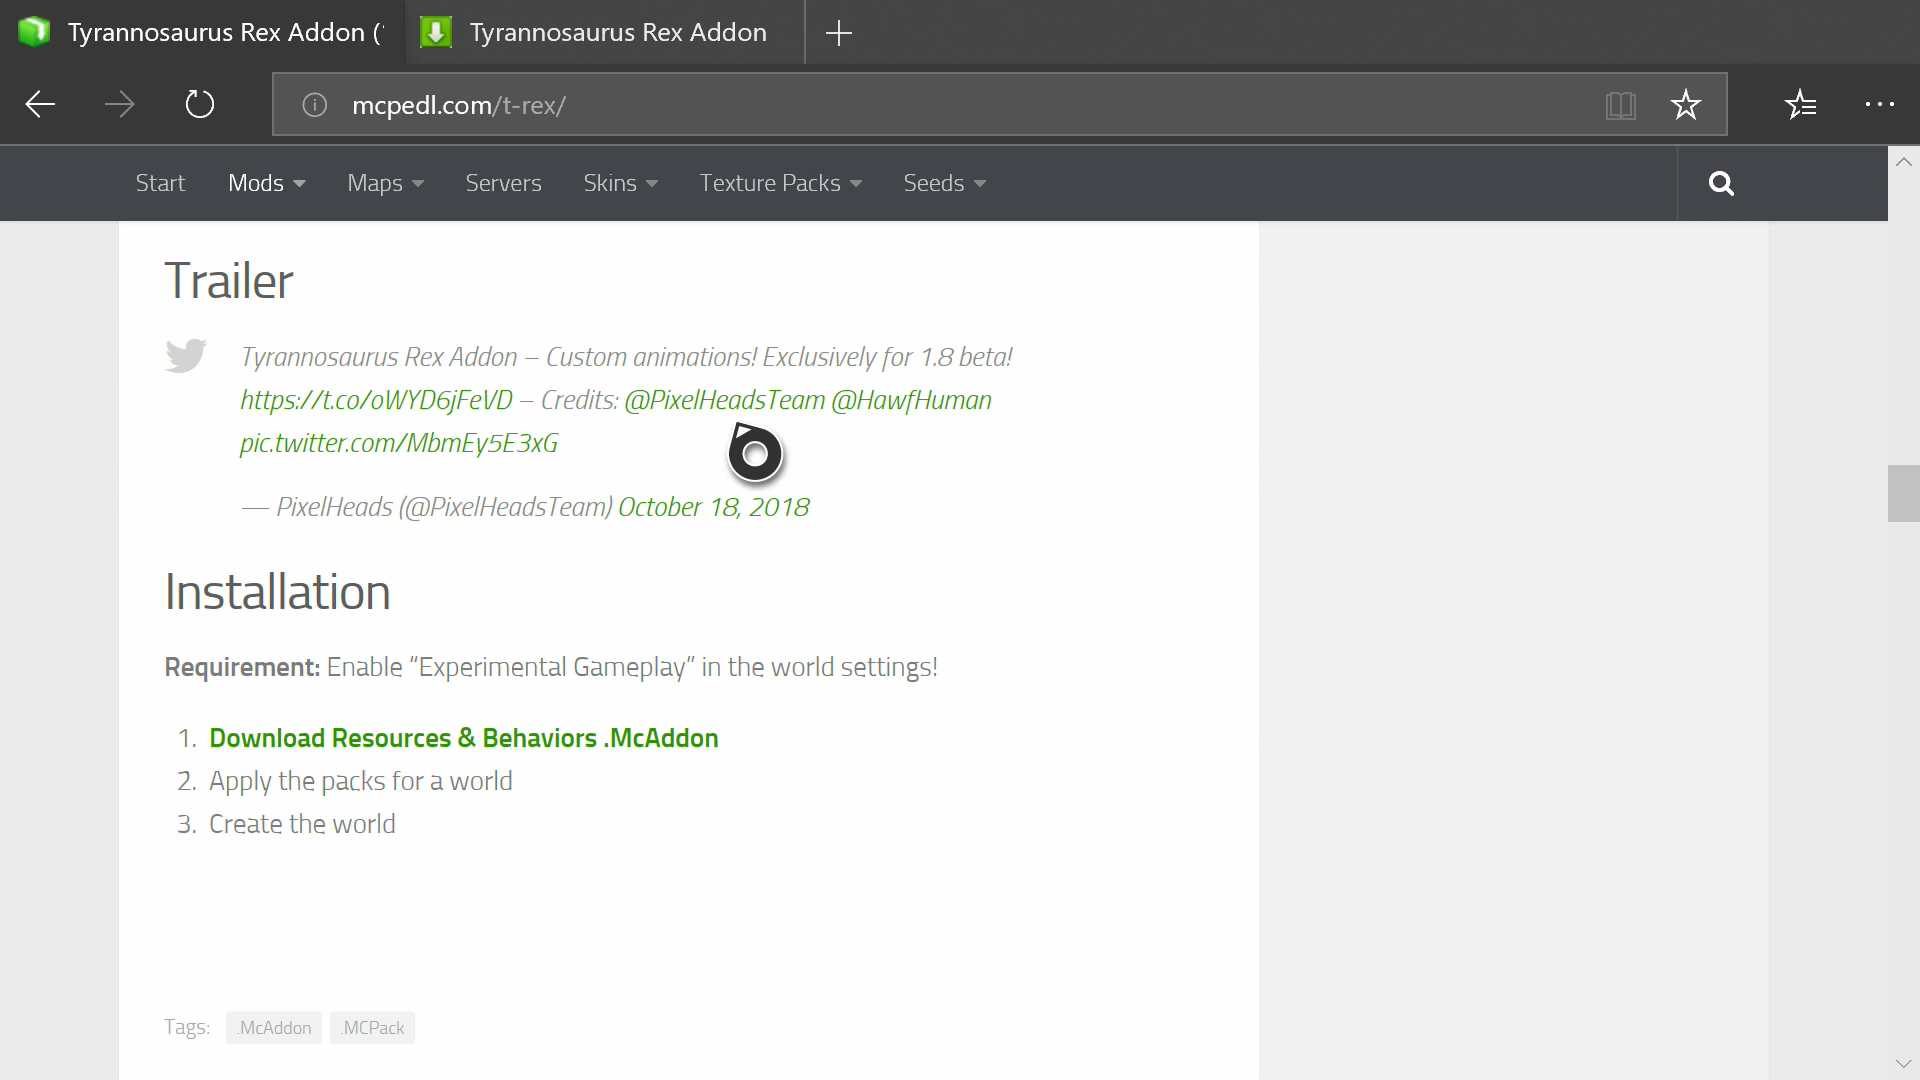 Tyrannosaurus Rex Addon (
Tyrannosaurus Rex Addon
mcpedl.com/t-rex/
Start Mods Maps Servers Skins Texture Packs Seeds
Trailer
Tyrannosaurus Rex Addon – Custom animations! Exclusively for 1.8 beta!
https://t.co/oWYD6jFeVD – Credits: @PixelHeadsTeam @HawfHuman
pic.twitter.com/MbmEy5E3xG
— PixelHeads (@PixelHeadsTeam) October 18, 2018
Installation
Requirement: Enable “Experimental Gameplay” in the world settings!
1. Download Resources & Behaviors .McAddon
2. Apply the packs for a world
3. Create the world
Tags: .McAddon .MCPack